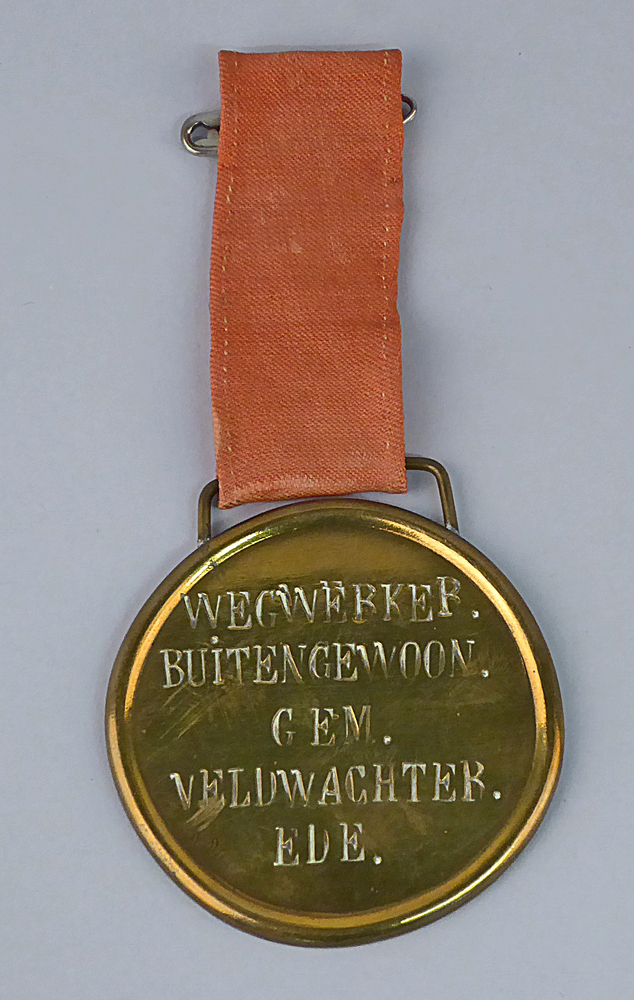 WEGWERKER.
BUITENGEWOON.
GEM.
VELDWACHTER.
EDE.